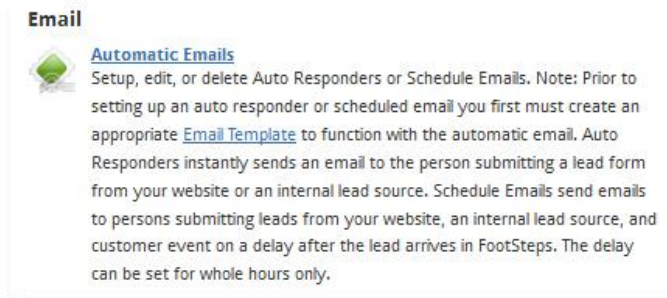 Email
Automatic Emails
Setup, edit, or delete Auto Responders or Schedule Emails. Note: Prior to
setting up an auto responder or scheduled email you first must create an
appropriate Email Template to function with the automatic email. Auto
Responders instantly sends an email to the person submitting a lead form
from your website or an internal lead source. Schedule Emails send emails
to persons submitting leads from your website, an internal lead source, and
customer event on a delay after the lead arrives in FootSteps. The delay
can be set for whole hours only.